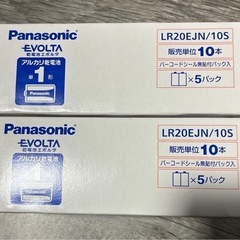 Panasonic
EVOLTA
乾電池エボルタ
アルカリ乾電池
単1形
LR20EJN/10S
販売単位10本
バーコードシール無貼付パック入
×5パック
Panasonic
EVOLTA
乾電池エボルタ
アルカリ乾電池
単1形
LR20EJN/10S
販売単位10本
バーコードシール無貼付パック入
×5パック